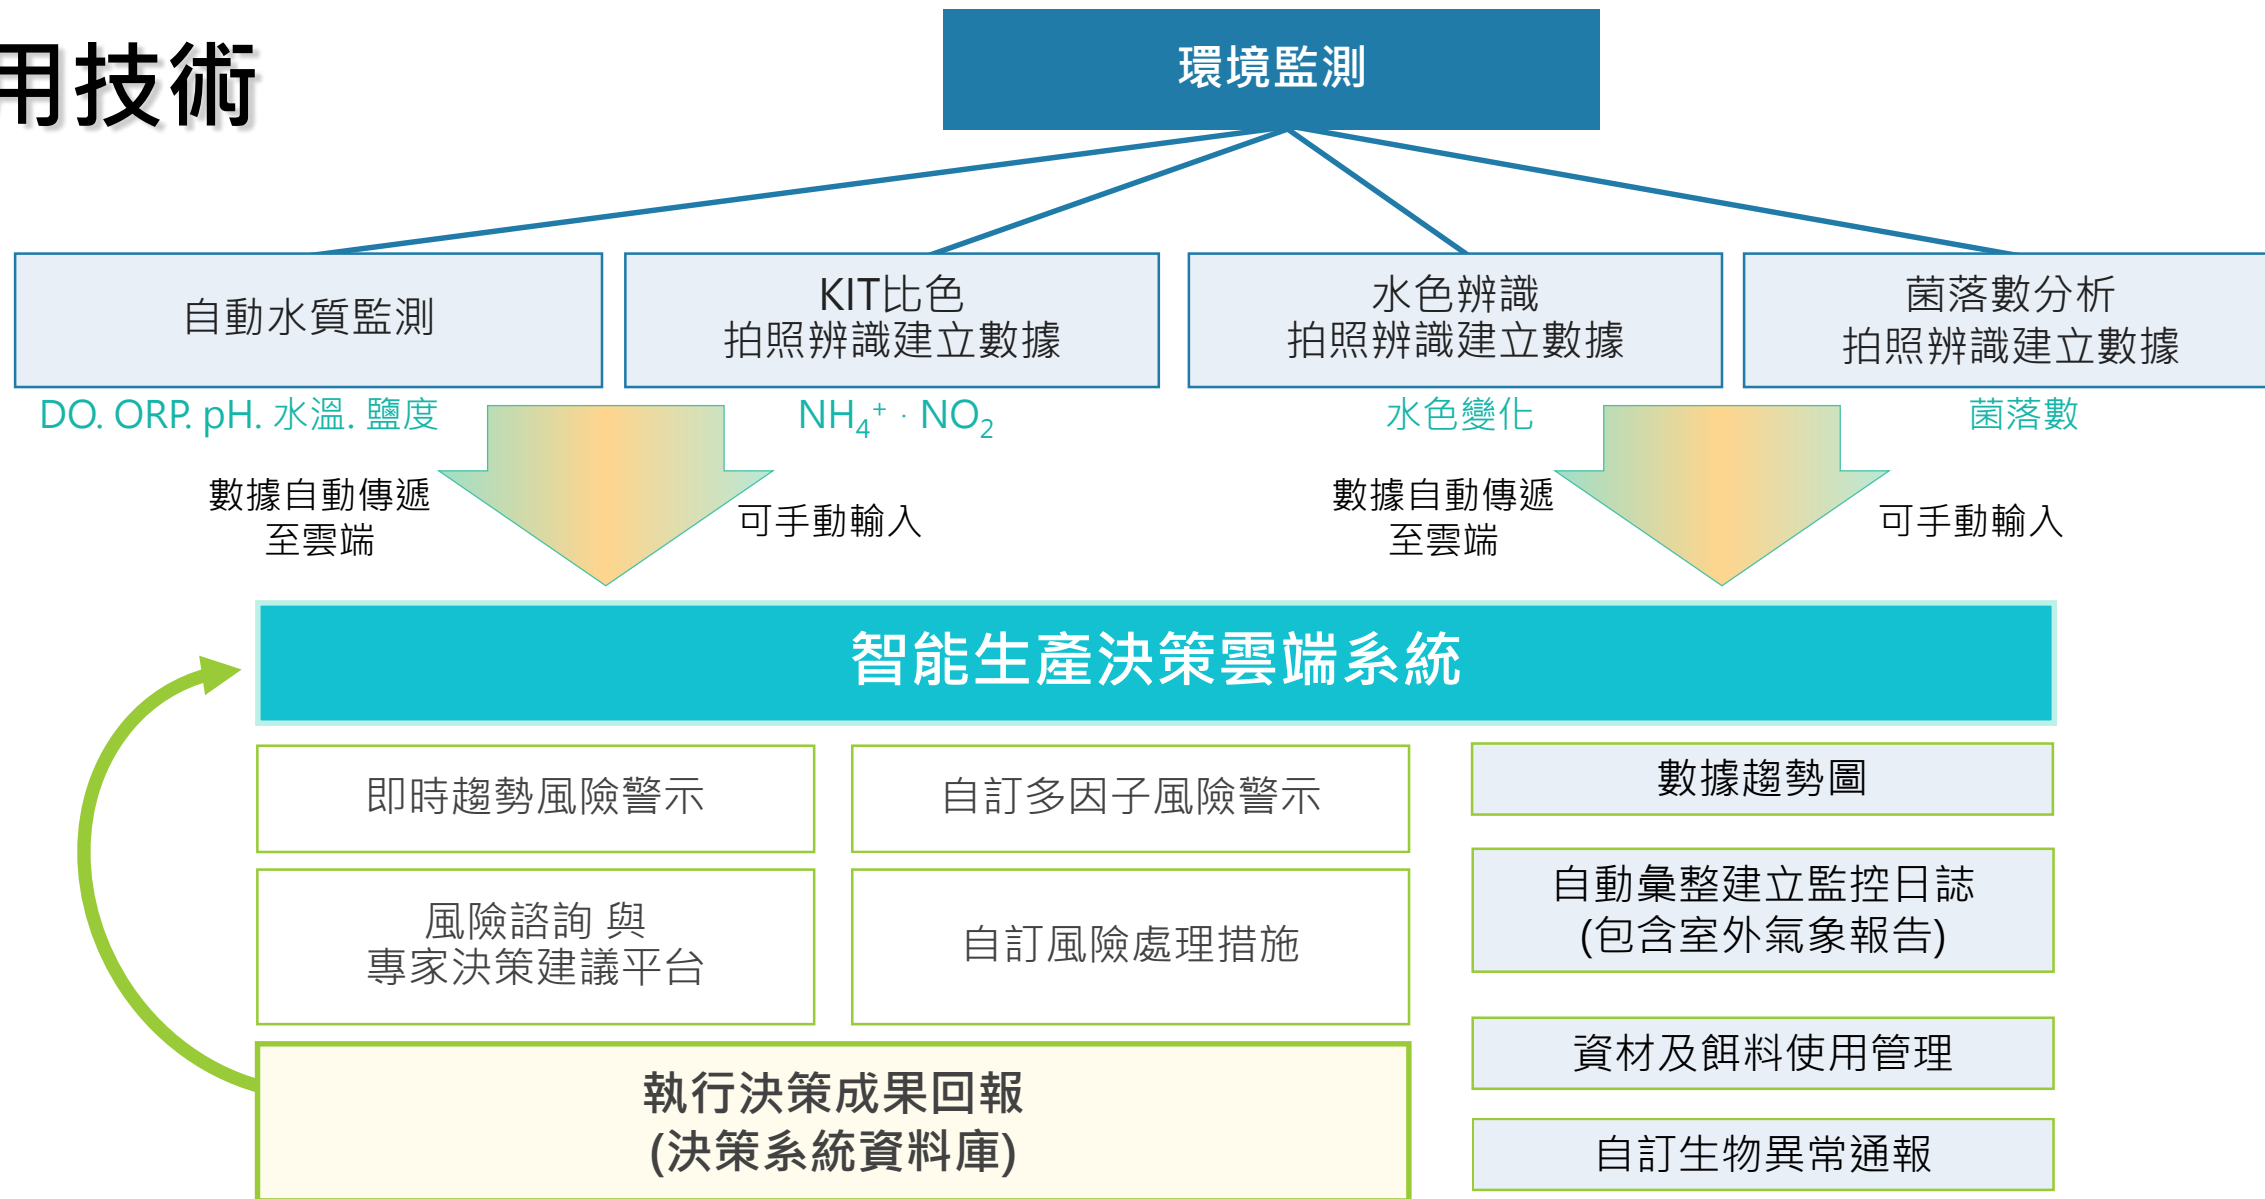 用技術
環境監測
自動水質監測
KIT比色
拍照辨識建立數據
水色辨識
拍照辨識建立數據
菌落數分析
拍照辨識建立數據
DO. ORP. pH. 水溫. 鹽度
NH₄⁺、NO₂
水色變化
菌落數
數據自動傳遞
至雲端
可手動輸入
數據自動傳遞
至雲端
可手動輸入
智能生產決策雲端系統
即時趨勢風險警示
自訂多因子風險警示
數據趨勢圖
風險諮詢 與
專家決策建議平台
自訂風險處理措施
自動彙整建立監控日誌
(包含室外氣象報告)
資材及餌料使用管理
執行決策成果回報
(決策系統資料庫)
自訂生物異常通報